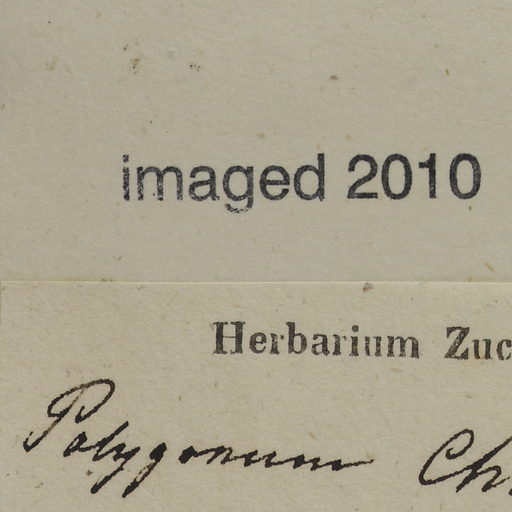 imaged 2010
Herbarium Zuc
Polygonum Ch